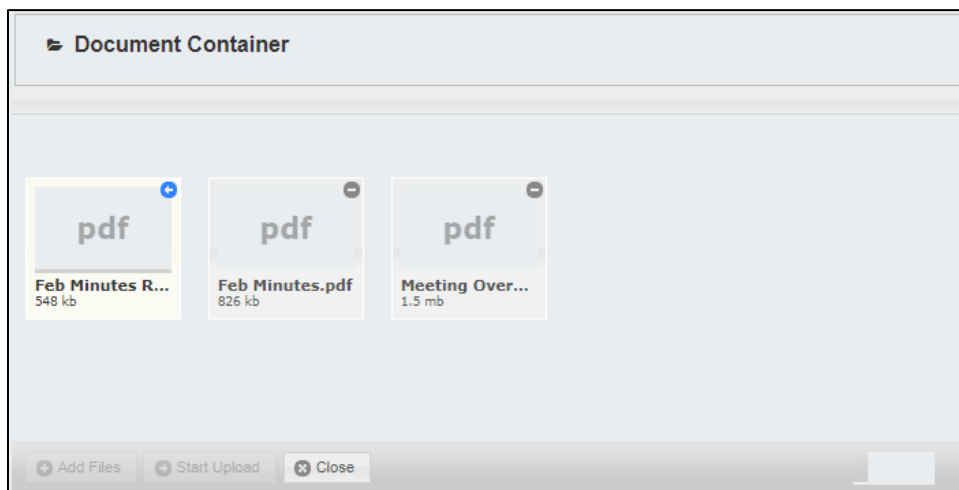 Document Container
pdf
Feb Minutes R...
548 kb
pdf
Feb Minutes.pdf
826 kb
pdf
Meeting Over...
1.5 mb
Add Files Start Upload Close